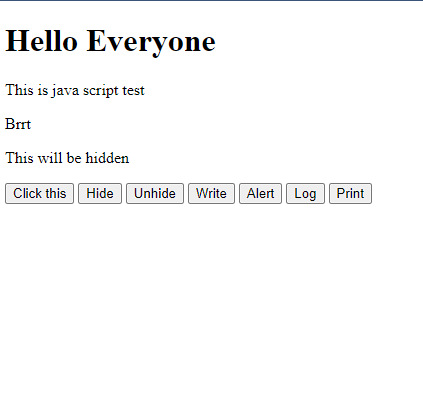 Hello Everyone
This is java script test
Brrt
This will be hidden
Click this Hide Unhide Write Alert Log Print